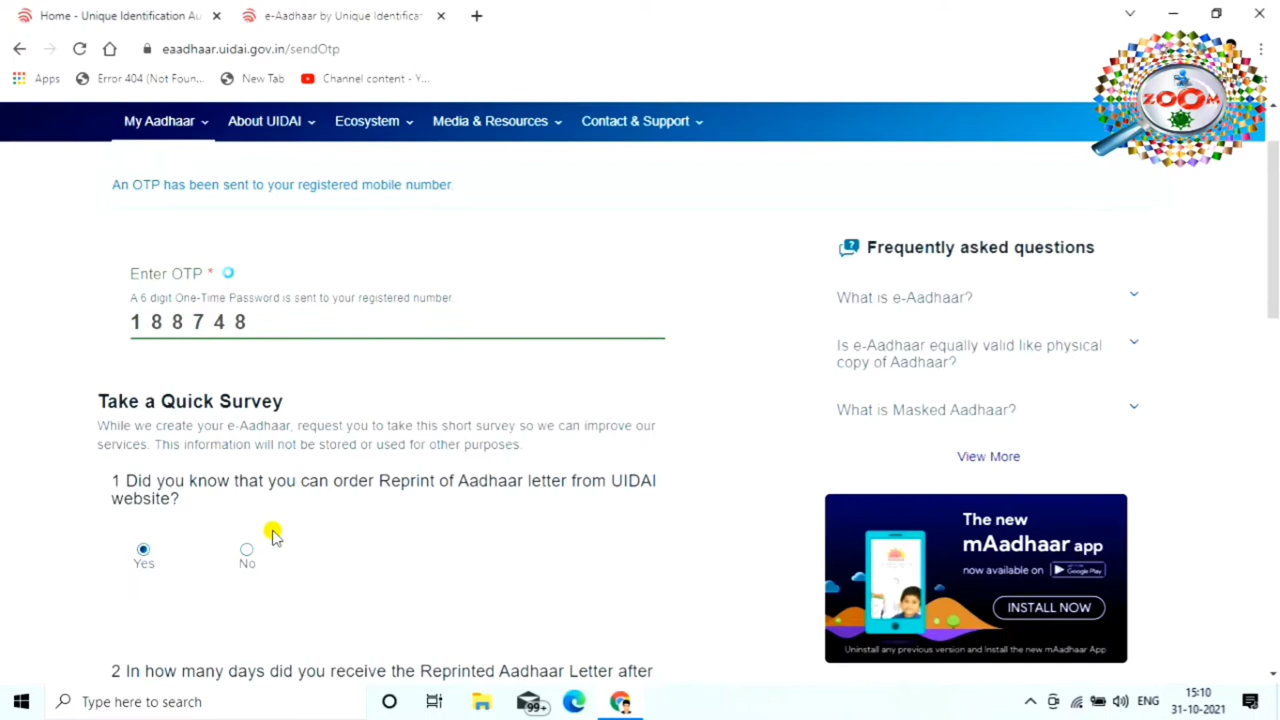 Home - Unique Identification Au
e-Aadhaar by Unique Identificat
eaadhaar.uidai.gov.in/sendOtp
Apps
Error 404 (Not Foun...
New Tab
Channel content - Y...
ZOOM
My Aadhaar
About UIDAI
Ecosystem
Media & Resources
Contact & Support
An OTP has been sent to your registered mobile number.
Enter OTP *
A 6 digit One-Time Password is sent to your registered number.
188748
Take a Quick Survey
While we create your e-Aadhaar, request you to take this short survey so we can improve our
services. This information will not be stored or used for other purposes.
1 Did you know that you can order Reprint of Aadhaar letter from UIDAI
website?
Yes
No
2 In how many days did you receive the Reprinted Aadhaar Letter after
Frequently asked questions
What is e-Aadhaar?
Is e-Aadhaar equally valid like physical
copy of Aadhaar?
What is Masked Aadhaar?
View More
The new
mAadhaar app
now available on
Google Play
INSTALL NOW
Uninstall any previous version and Install the new mAadhaar App
Type here to search
99+
ENG
15:10
31-10-2021